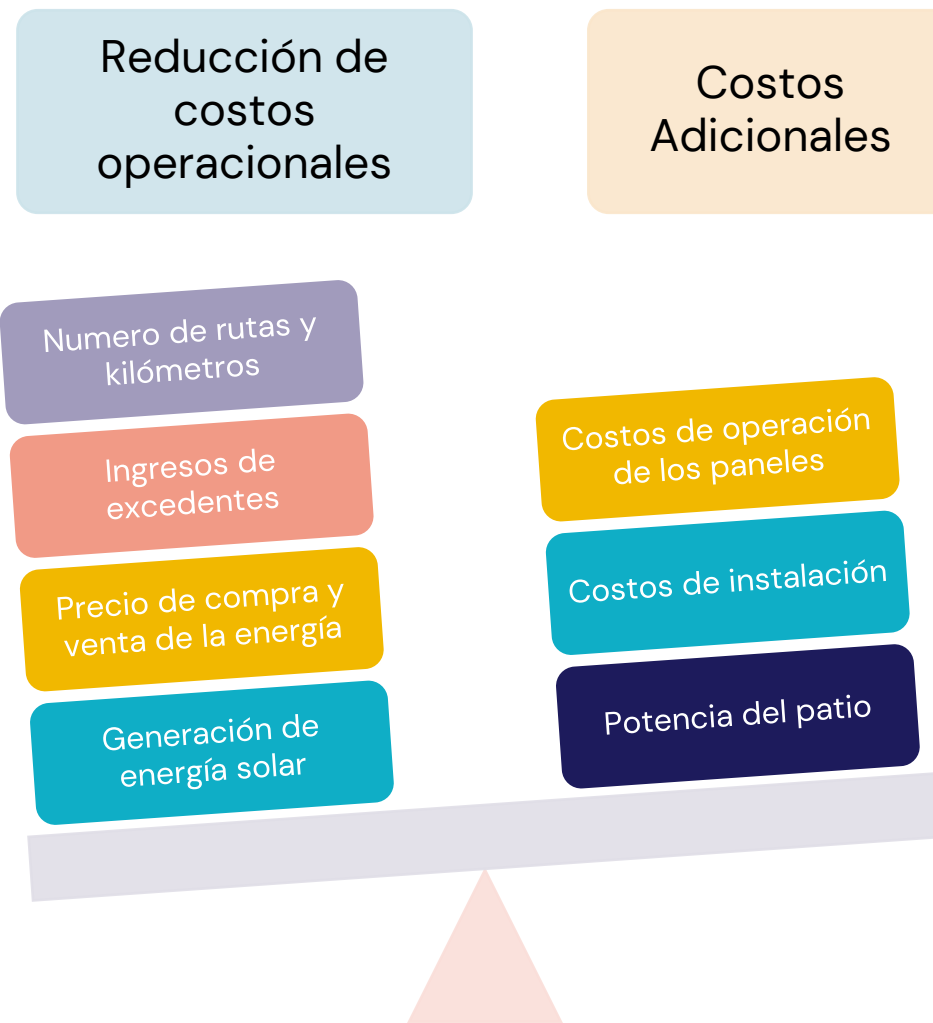 Reducción de
costos
operacionales
Costos
Adicionales
Numero de rutas y
kilómetros
Ingresos de
excedentes
Precio de compra y
venta de la energía
Generación de
energía solar
Costos de operación
de los paneles
Costos de instalación
Potencia del patio